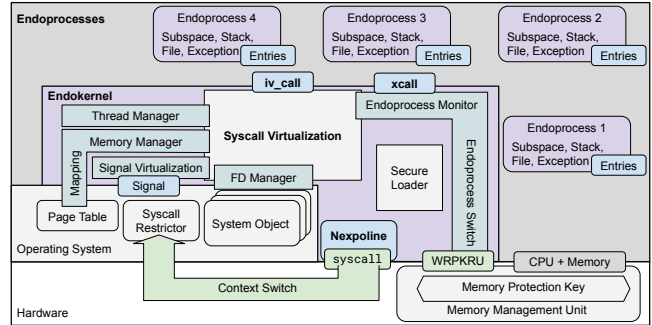 Endoprocesses
Endoprocess 4
Subspace, Stack,
File, Exception
Entries
Endoprocess 3
Subspace, Stack,
File, Exception
Entries
Endoprocess 2
Subspace, Stack,
File, Exception
Entries
iv_call
xcall
Endokernel
Thread Manager
Memory Manager
Signal Virtualization
Signal
Mapping
Syscall Virtualization
FD Manager
Endoprocess Monitor
Endoprocess Switch
Secure
Loader
Endoprocess 1
Subspace, Stack,
File, Exception
Entries
Page Table
Syscall
Restrictor
System Object
Operating System
Nexpoline
syscall
WRPKRU
CPU + Memory
Context Switch
Memory Protection Key
Memory Management Unit
Hardware